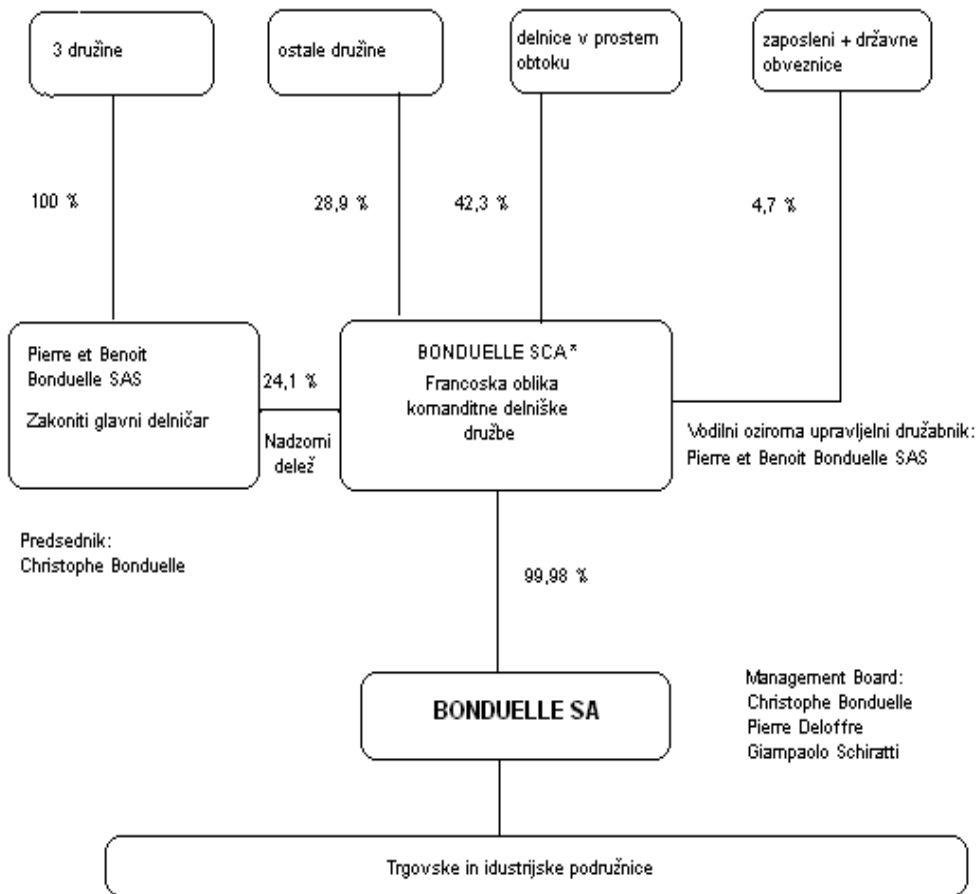 3 družine
ostale družine
delnice v prostem
obtoku
zaposleni + državne
obveznice
100 %
28,9 %
42,3 %
4,7 %
Pierre et Benoit
Bonduelle SAS
Zakoniti glavni delničar
24,1 %
Nadzorni
delež
BONDUELLE SCA*
Francoska oblika
komanditne delniške
družbe
Vodilni oziroma upravljelni družabnik:
Pierre et Benoit Bonduelle SAS
Predsednik:
Christophe Bonduelle
99,98 %
BONDUELLE SA
Management Board:
Christophe Bonduelle
Pierre Deloffre
Giampaolo Schiratti
Trgovske in idustrijske podružnice